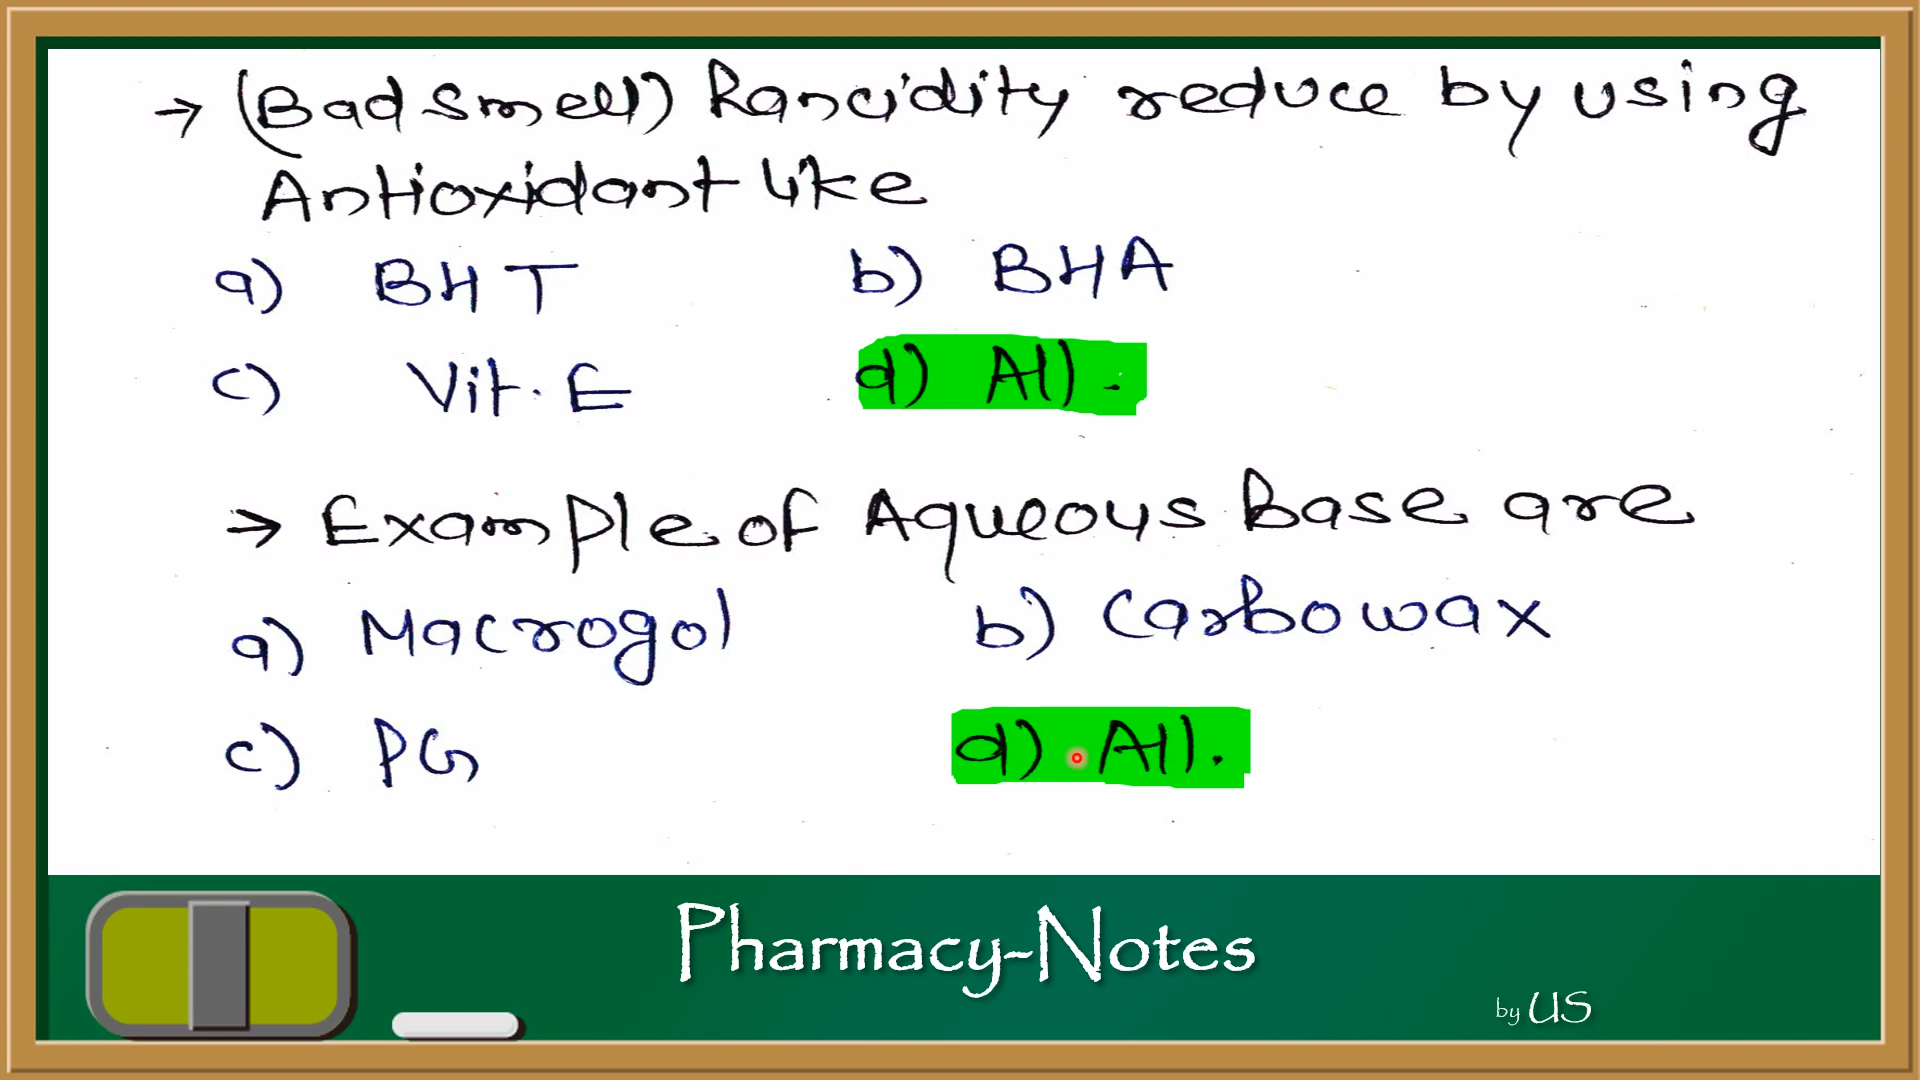 → (Bad smell) Rancidity reduce by using
Antioxidant like
a) BHT b) BHA
c) Vit. E d) All.
→ Example of Aqueous Base are
a) Macrogol b) Carbowax
c) PG d) All.
Pharmacy-Notes
by US